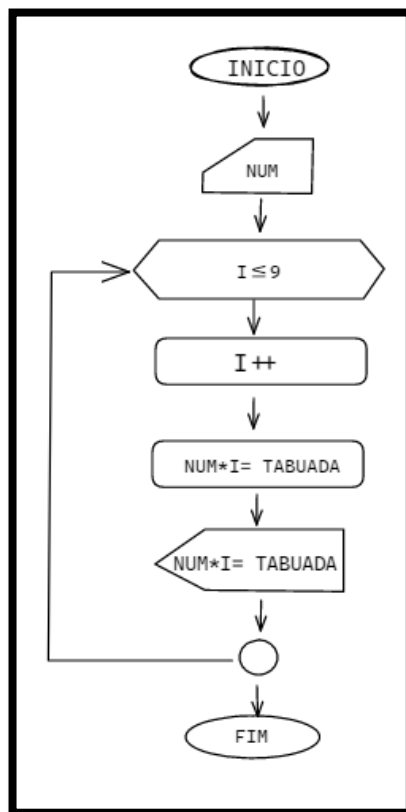 INICIO
NUM
I≤9
I++
NUM*I= TABUADA
NUM*I= TABUADA
FIM